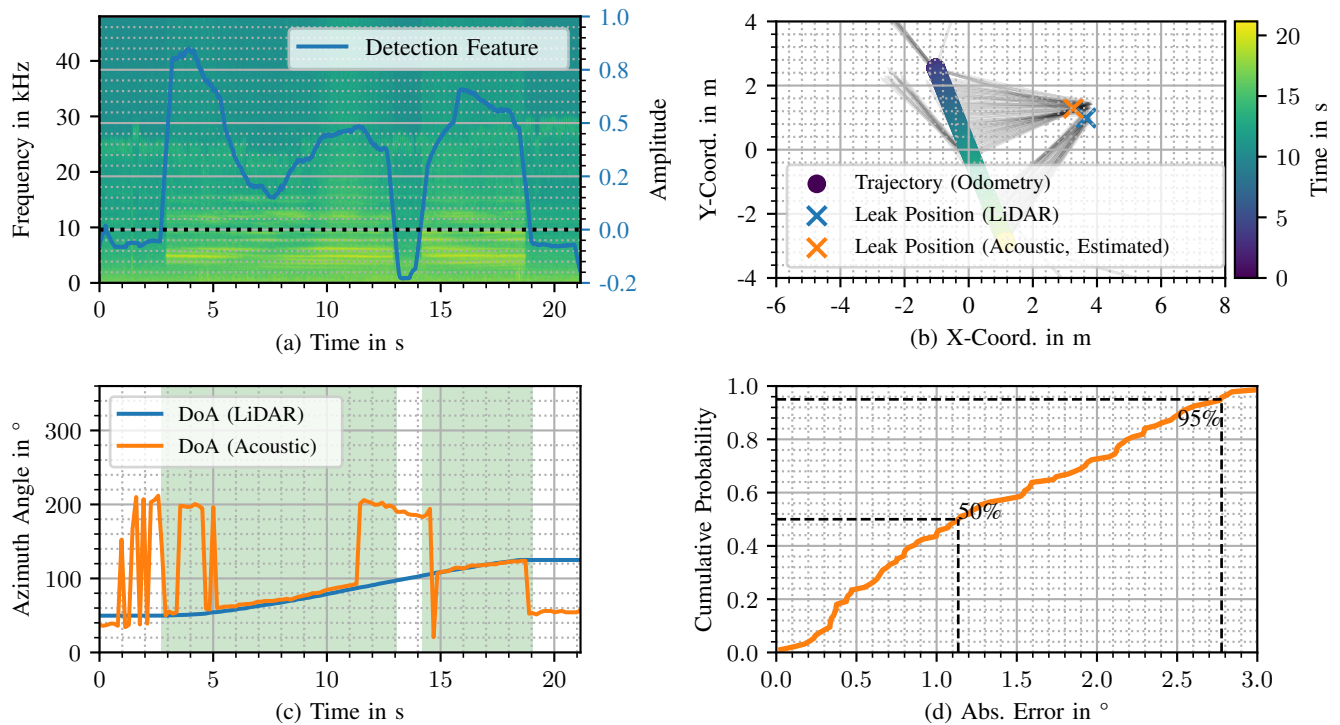 Frequency in kHz
40
30
20
10
0
Detection Feature
1.0
0.8
0.5
0.2
0.0
-0.2
Amplitude
0 5 10 15 20
(a) Time in s
Y-Coord. in m
4
2
0
-2
-4
Trajectory (Odometry)
Leak Position (LiDAR)
Leak Position (Acoustic, Estimated)
-6 -4 -2 0 2 4 6 8
(b) X-Coord. in m
20
15
10
5
0
Time in s
Azimuth Angle in °
300
200
100
0
DoA (LiDAR)
DoA (Acoustic)
0 5 10 15 20
(c) Time in s
Cumulative Probability
1.0
0.8
0.6
0.4
0.2
0.0
95%
50%
0.0 0.5 1.0 1.5 2.0 2.5 3.0
(d) Abs. Error in °